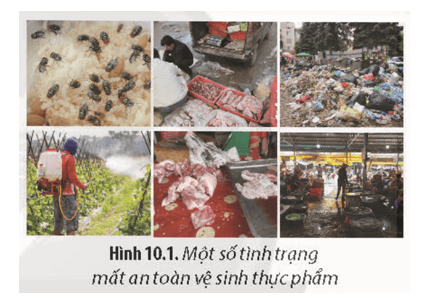 Hình 10.1. Một số tình trạng
mất an toàn vệ sinh thực phẩm